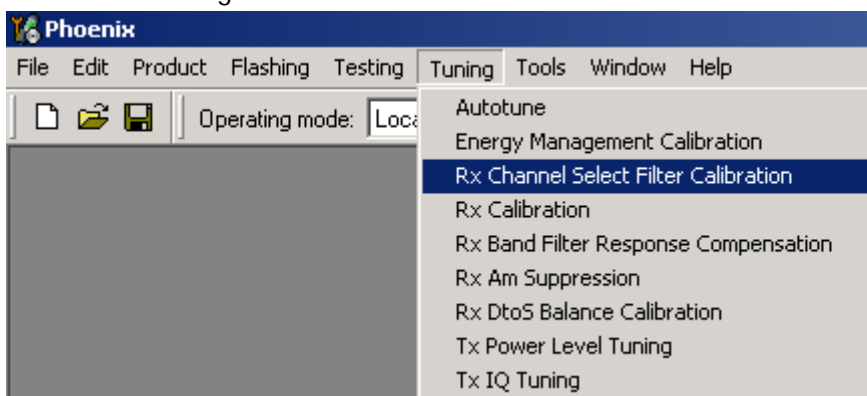 Phoenix
File Edit Product Flashing Testing Tuning Tools Window Help
Operating mode: Loca
Autotune
Energy Management Calibration
Rx Channel Select Filter Calibration
Rx Calibration
Rx Band Filter Response Compensation
Rx Am Suppression
Rx DtoS Balance Calibration
Tx Power Level Tuning
Tx IQ Tuning